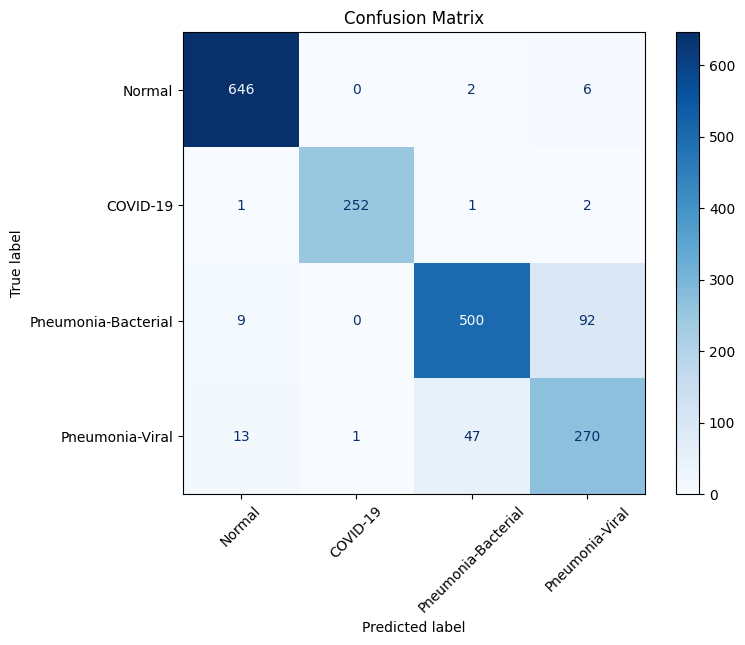 Confusion Matrix
True label
Normal 646 0 2 6
COVID-19 1 252 1 2
Pneumonia-Bacterial 9 0 500 92
Pneumonia-Viral 13 1 47 270
Normal COVID-19 Pneumonia-Bacterial Pneumonia-Viral
Predicted label
600
500
400
300
200
100
0